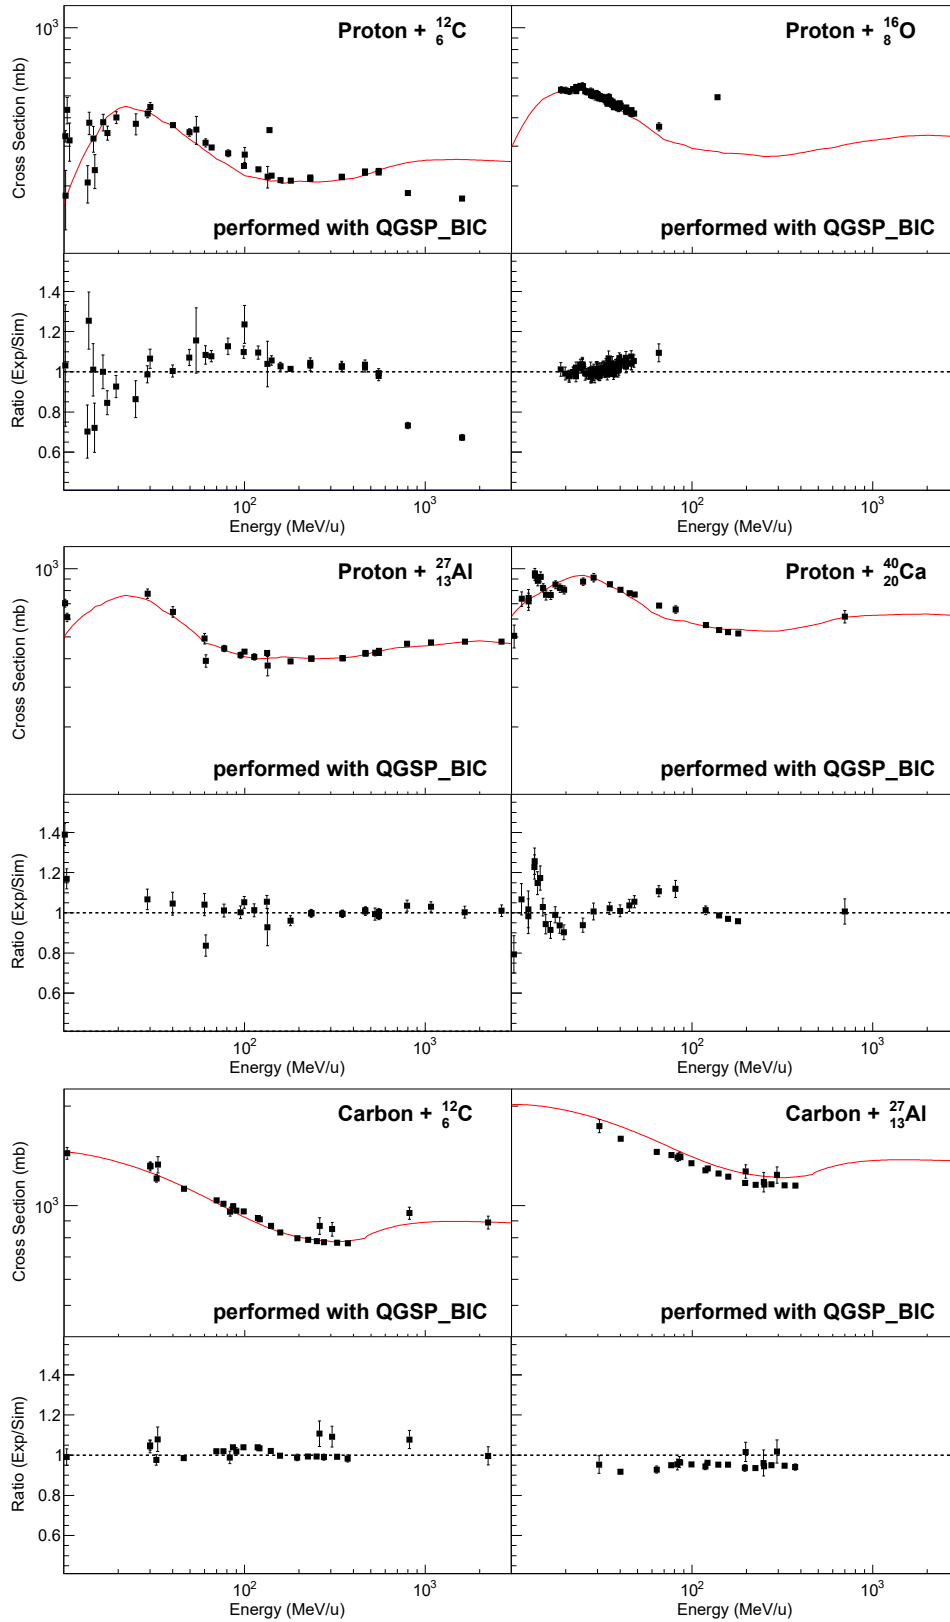 10³
Cross Section (mb)
Proton + ¹²₆C
performed with QGSP_BIC
Proton + ¹⁶₈O
performed with QGSP_BIC
Ratio (Exp/Sim)
1.4
1.2
1
0.8
0.6
10² 10³
Energy (MeV/u)
10² 10³
Energy (MeV/u)
10³
Cross Section (mb)
Proton + ²⁷₁₃Al
performed with QGSP_BIC
Proton + ⁴⁰₂₀Ca
performed with QGSP_BIC
Ratio (Exp/Sim)
1.4
1.2
1
0.8
0.6
10² 10³
Energy (MeV/u)
10² 10³
Energy (MeV/u)
Cross Section (mb)
10³
Carbon + ¹²₆C
performed with QGSP_BIC
Carbon + ²⁷₁₃Al
performed with QGSP_BIC
Ratio (Exp/Sim)
1.4
1.2
1
0.8
0.6
10² 10³
Energy (MeV/u)
10² 10³
Energy (MeV/u)